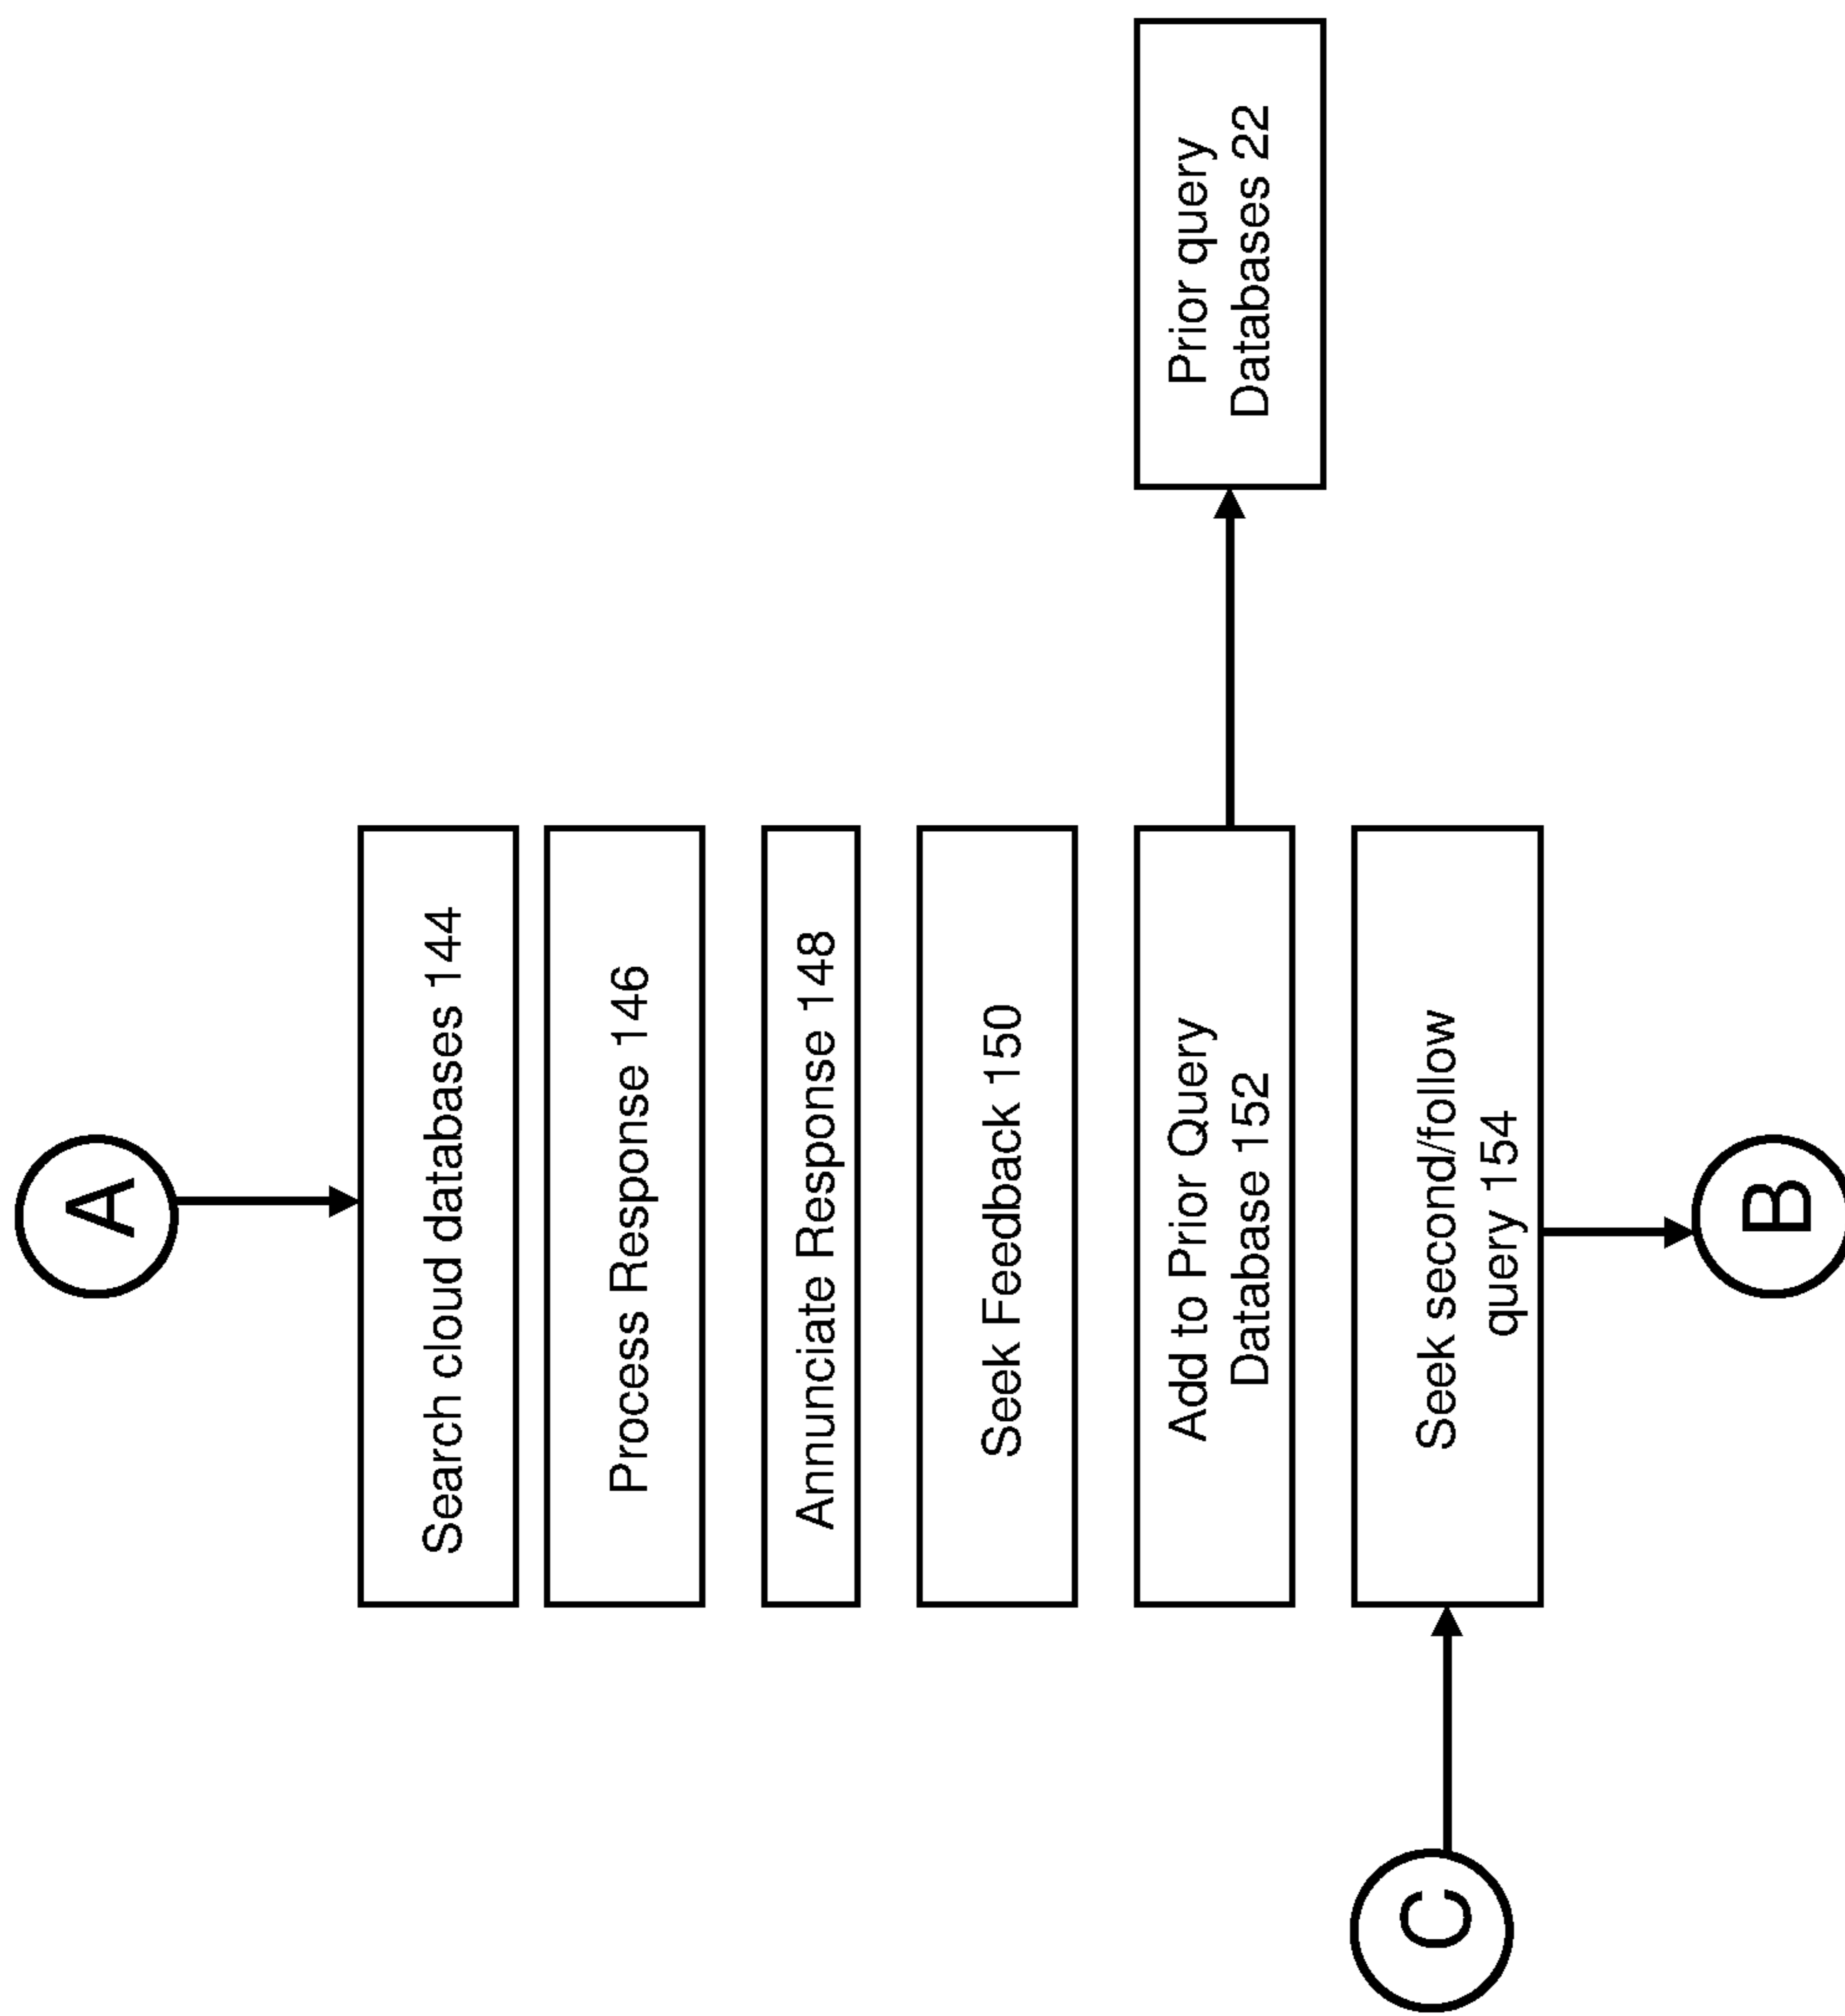 A
Search cloud databases 144
Process Response 146
Annunciate Response 148
Seek Feedback 150
Add to Prior Query
Database 152
Prior query
Databases 22
Seek second/follow
query 154
C
B